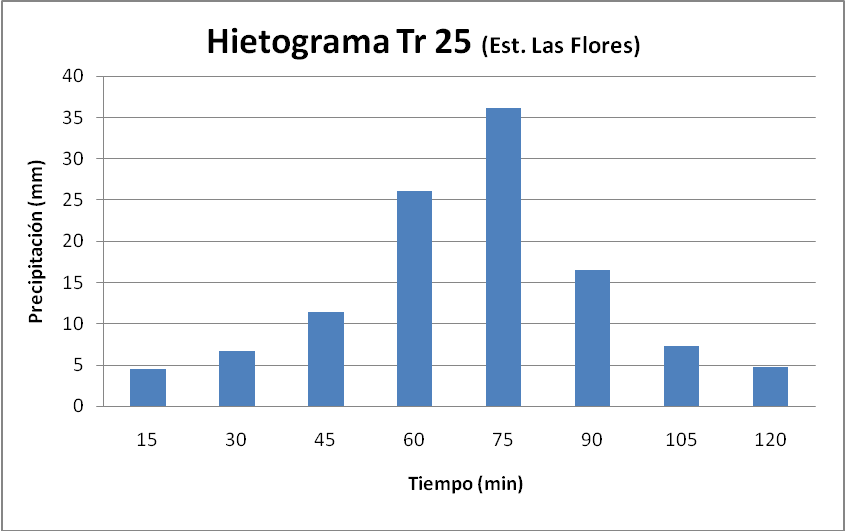 Hietograma Tr 25 (Est. Las Flores)
Precipitación (mm)
40
35
30
25
20
15
10
5
0
15 30 45 60 75 90 105 120
Tiempo (min)